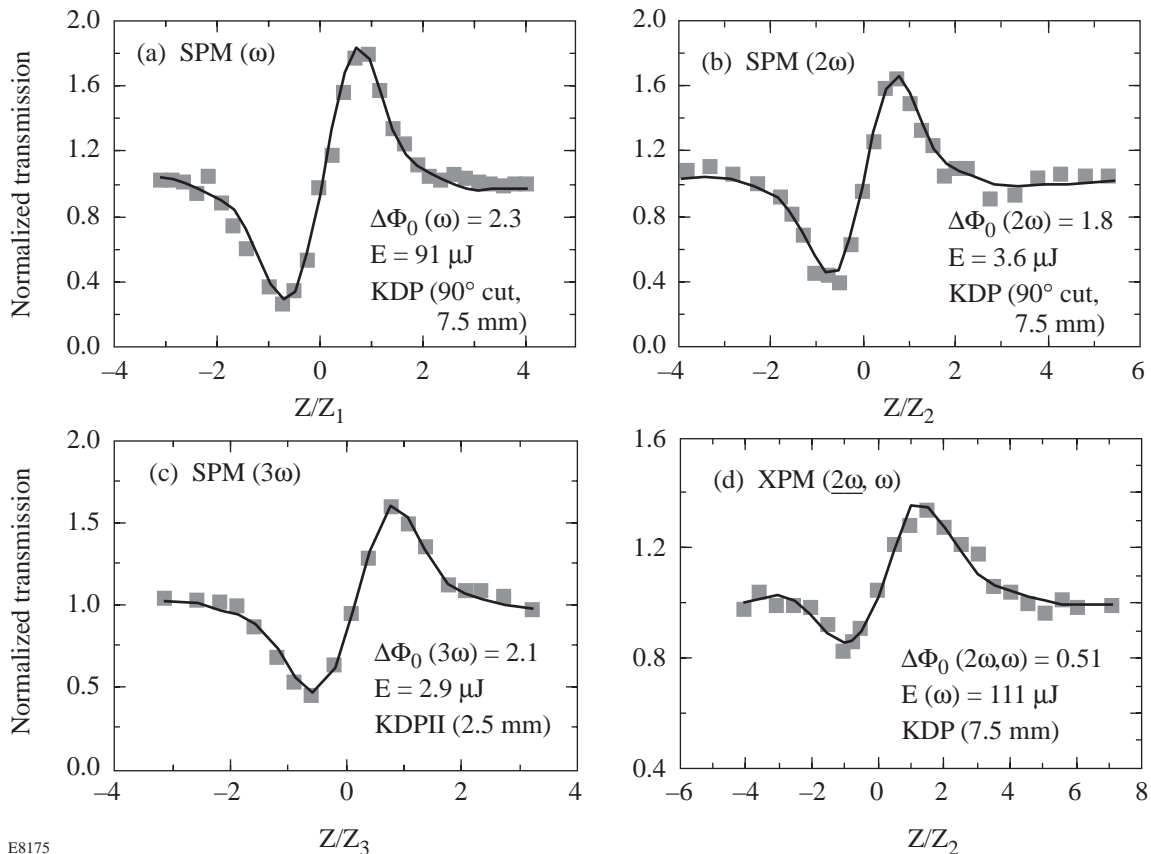 Normalized transmission
2.0
1.6
1.2
0.8
0.4
0.0
(a) SPM (ω)
ΔΦ₀ (ω) = 2.3
E = 91 μJ
KDP (90° cut,
7.5 mm)
−4 −2 0 2 4
Z/Z₁
2.0
1.6
1.2
0.8
0.4
0.0
(b) SPM (2ω)
ΔΦ₀ (2ω) = 1.8
E = 3.6 μJ
KDP (90° cut,
7.5 mm)
−4 −2 0 2 4 6
Z/Z₂
Normalized transmission
2.0
1.5
1.0
0.5
0.0
(c) SPM (3ω)
ΔΦ₀ (3ω) = 2.1
E = 2.9 μJ
KDPII (2.5 mm)
−4 −2 0 2 4
Z/Z₃
1.6
1.2
0.8
0.4
(d) XPM (2ω, ω)
ΔΦ₀ (2ω,ω) = 0.51
E (ω) = 111 μJ
KDP (7.5 mm)
−6 −4 −2 0 2 4 6 8
Z/Z₂
E8175